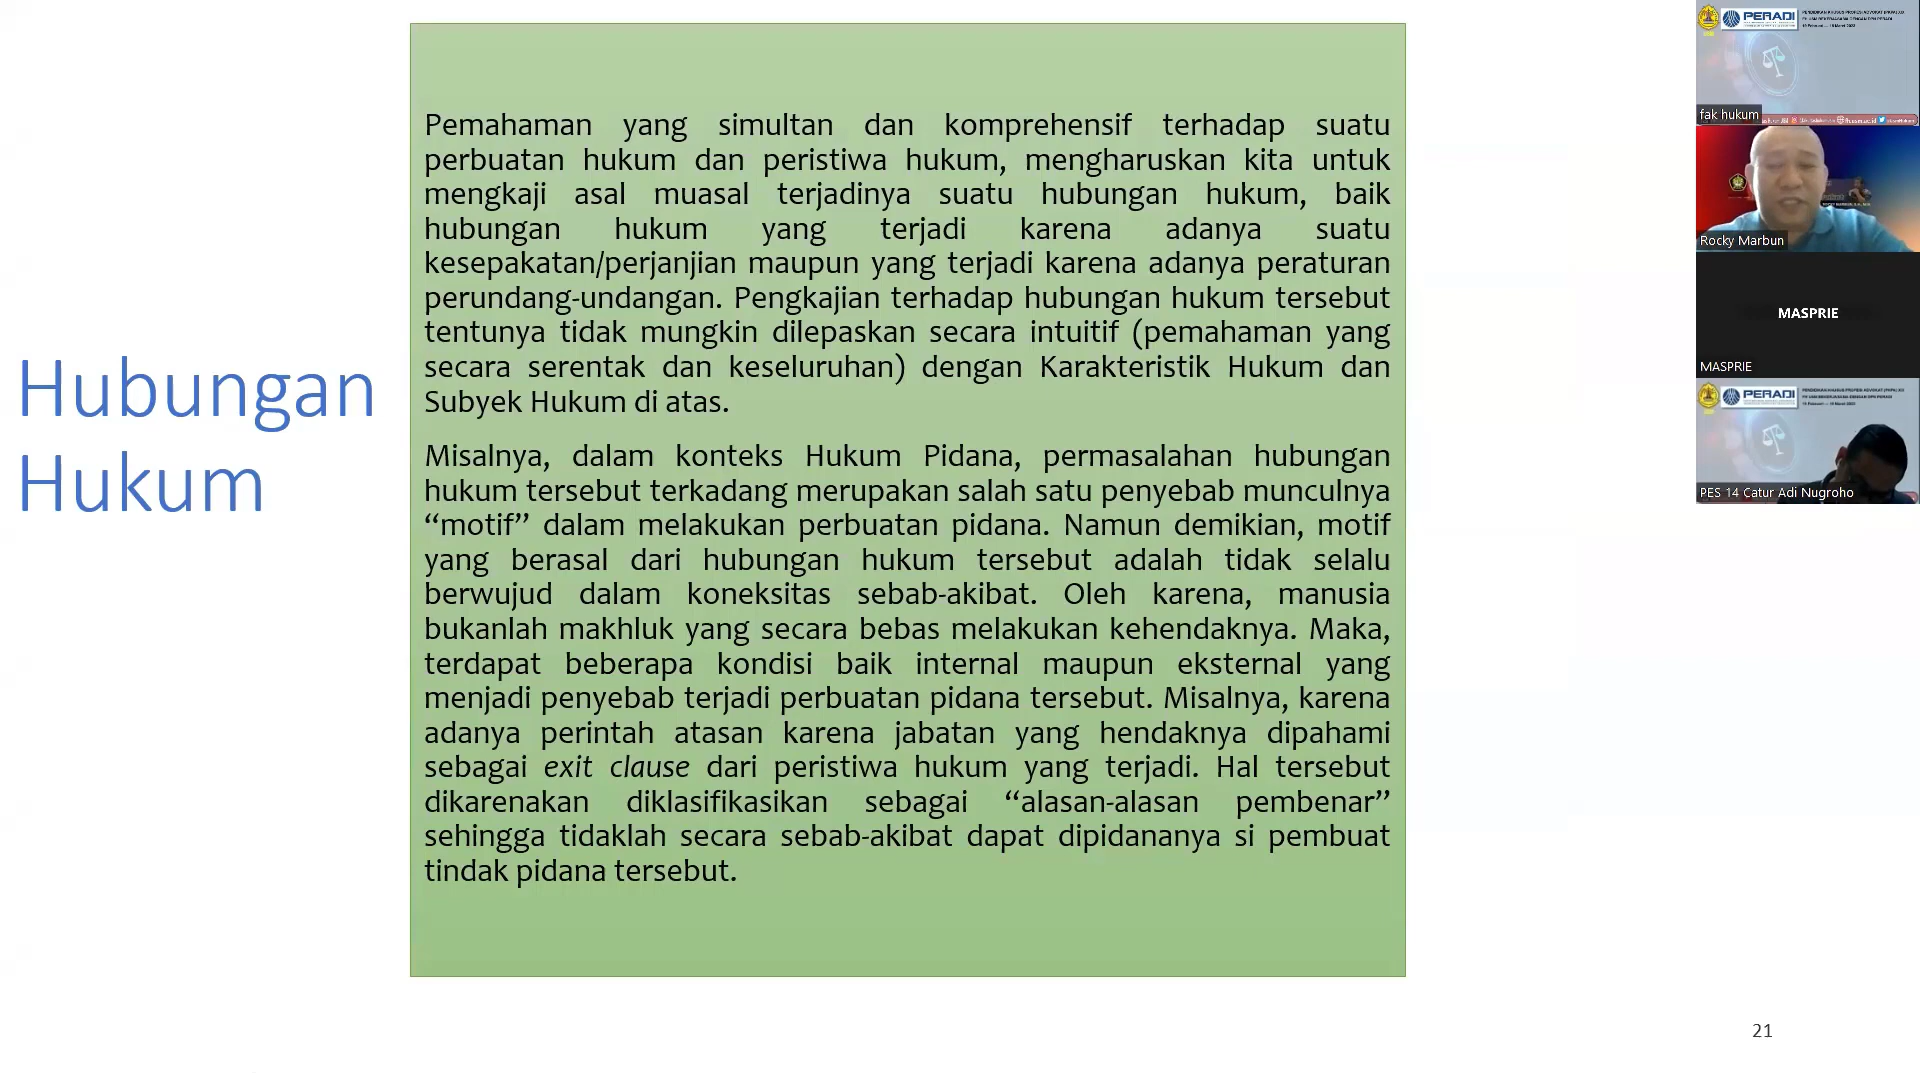 Hubungan
Hukum
Pemahaman yang simultan dan komprehensif terhadap suatu
perbuatan hukum dan peristiwa hukum, mengharuskan kita untuk
mengkaji asal muasal terjadinya suatu hubungan hukum, baik
hubungan hukum yang terjadi karena adanya suatu
kesepakatan/perjanjian maupun yang terjadi karena adanya peraturan
perundang-undangan. Pengkajian terhadap hubungan hukum tersebut
tentunya tidak mungkin dilepaskan secara intuitif (pemahaman yang
secara serentak dan keseluruhan) dengan Karakteristik Hukum dan
Subyek Hukum di atas.
Misalnya, dalam konteks Hukum Pidana, permasalahan hubungan
hukum tersebut terkadang merupakan salah satu penyebab munculnya
“motif” dalam melakukan perbuatan pidana. Namun demikian, motif
yang berasal dari hubungan hukum tersebut adalah tidak selalu
berwujud dalam koneksitas sebab-akibat. Oleh karena, manusia
bukanlah makhluk yang secara bebas melakukan kehendaknya. Maka,
terdapat beberapa kondisi baik internal maupun eksternal yang
menjadi penyebab terjadi perbuatan pidana tersebut. Misalnya, karena
adanya perintah atasan karena jabatan yang hendaknya dipahami
sebagai exit clause dari peristiwa hukum yang terjadi. Hal tersebut
dikarenakan diklasifikasikan sebagai “alasan-alasan pembenar”
sehingga tidaklah secara sebab-akibat dapat dipidananya si pembuat
tindak pidana tersebut.
21
PERADI
fak hukum
Rocky Marbun
MASPRIE
MASPRIE
PERADI
PES 14 Catur Adi Nugroho